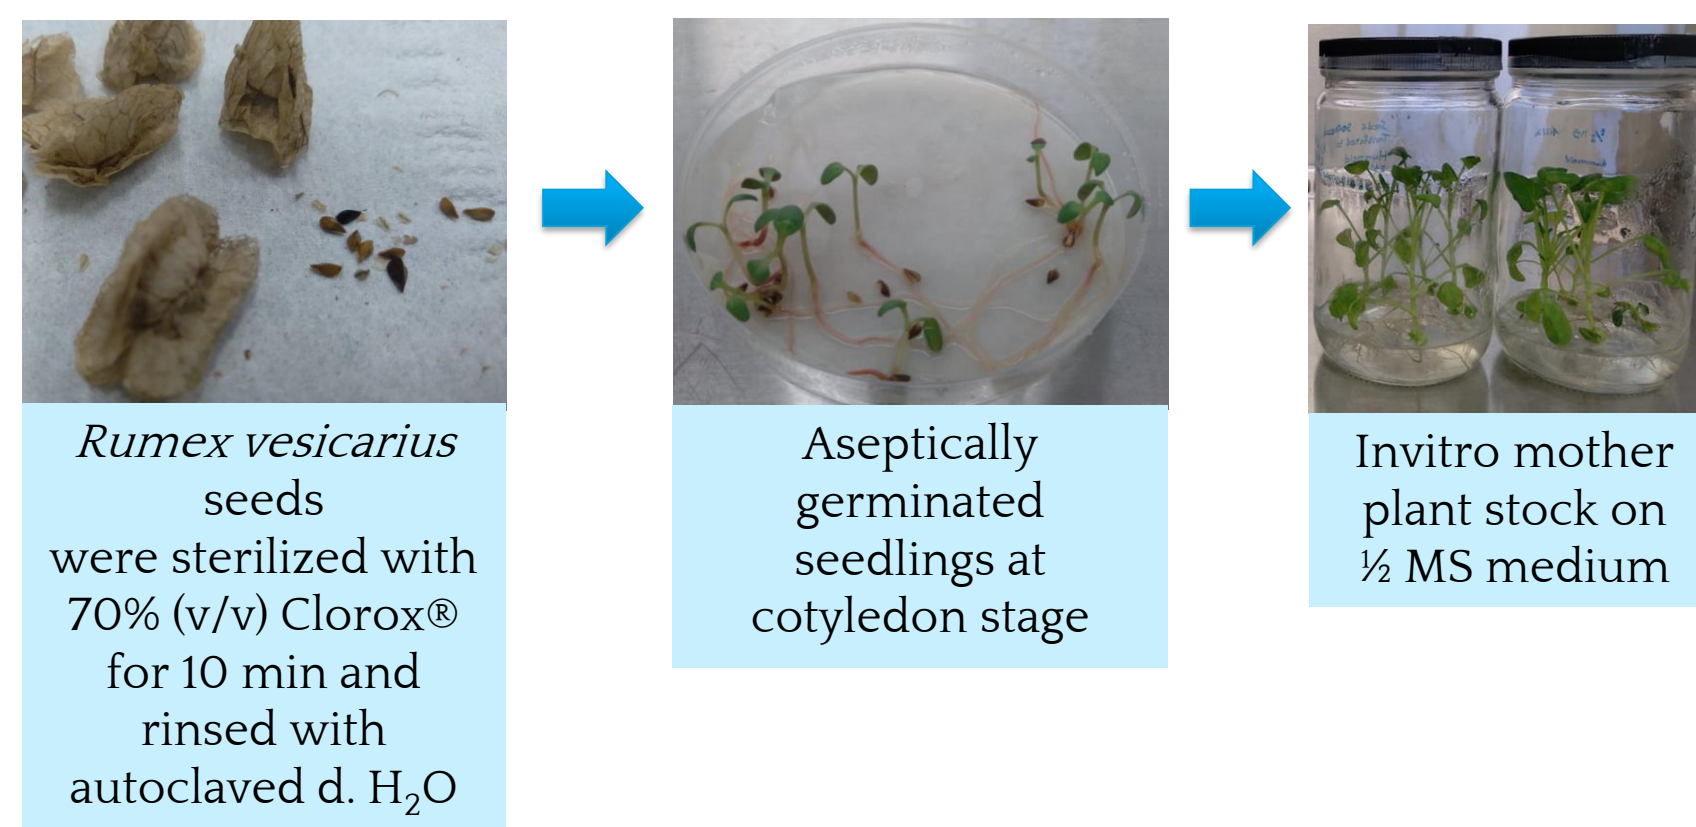 Rumex vesicarius
seeds
were sterilized with
70% (v/v) Clorox®
for 10 min and
rinsed with
autoclaved d. H₂O
Aseptically
germinated
seedlings at
cotyledon stage
Invitro mother
plant stock on
½ MS medium